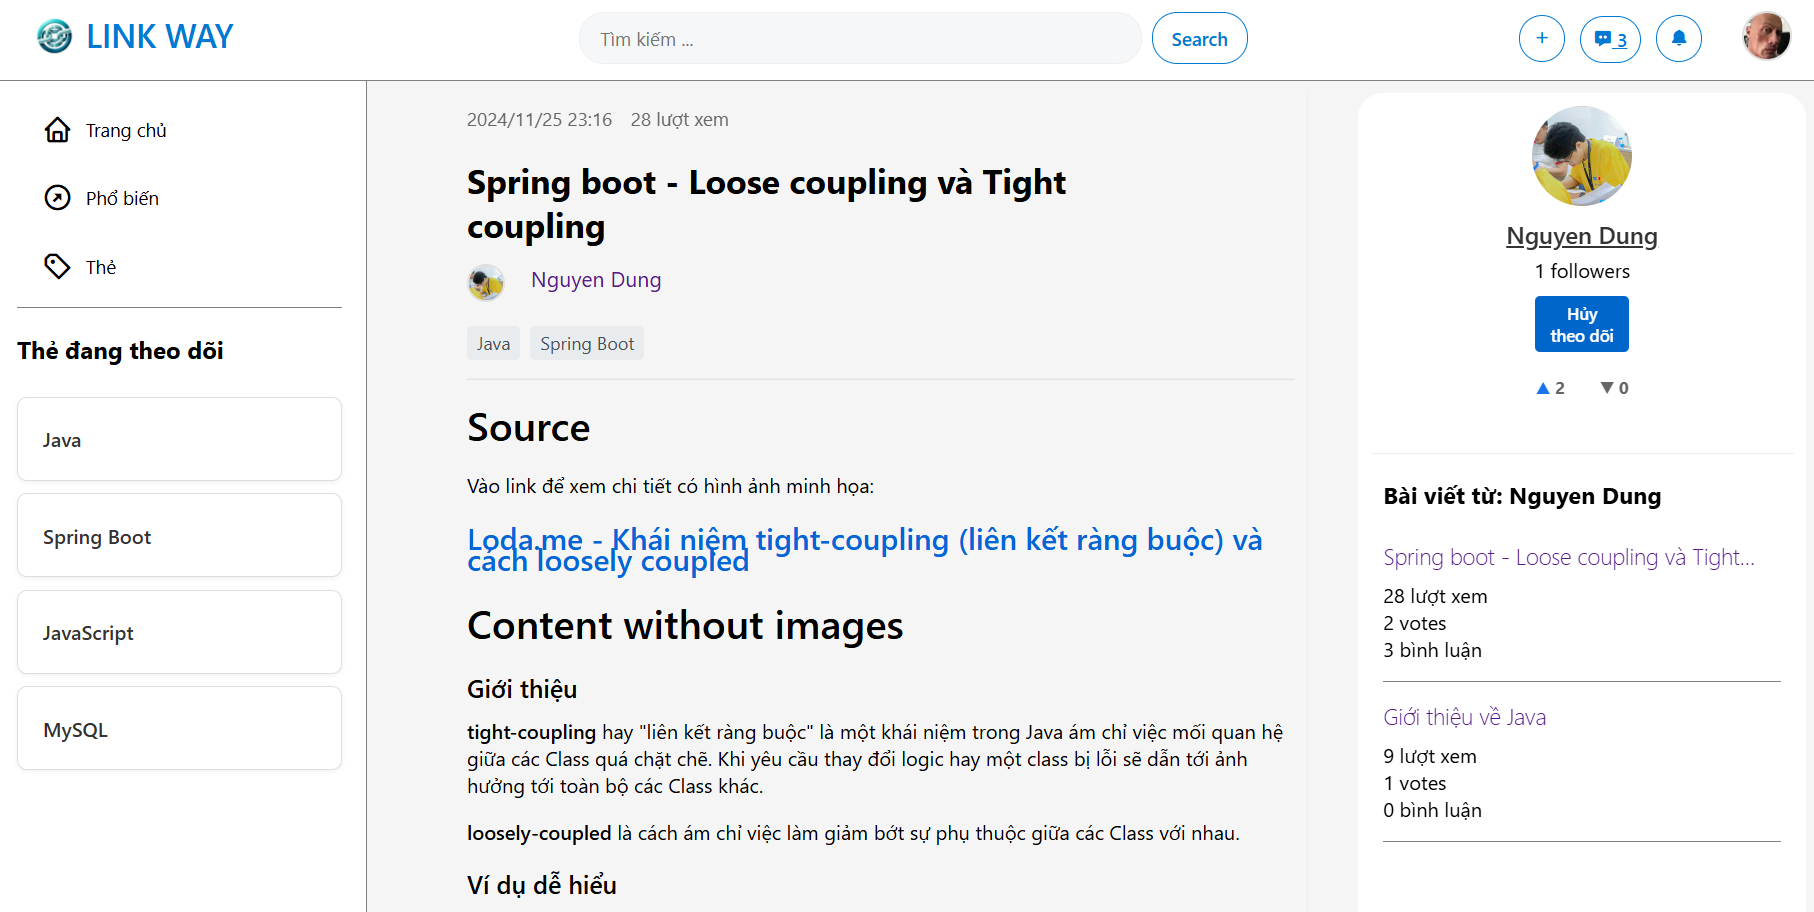 LINK WAY
Tìm kiếm ...
Search
+
3
Trang chủ
Phổ biến
Thẻ
Thẻ đang theo dõi
Java
Spring Boot
JavaScript
MySQL
2024/11/25 23:16 28 lượt xem
Spring boot - Loose coupling và Tight
coupling
Nguyen Dung
Java Spring Boot
Source
Vào link để xem chi tiết có hình ảnh minh họa:
Loda.me - Khái niệm tight-coupling (liên kết ràng buộc) và
cách loosely coupled
Content without images
Giới thiệu
tight-coupling hay "liên kết ràng buộc" là một khái niệm trong Java ám chỉ việc mối quan hệ
giữa các Class quá chặt chẽ. Khi yêu cầu thay đổi logic hay một class bị lỗi sẽ dẫn tới ảnh
hưởng tới toàn bộ các Class khác.
loosely-coupled là cách ám chỉ việc làm giảm bớt sự phụ thuộc giữa các Class với nhau.
Ví dụ dễ hiểu
Nguyen Dung
1 followers
Hủy
theo dõi
▲ 2 ▼ 0
Bài viết từ: Nguyen Dung
Spring boot - Loose coupling và Tight...
28 lượt xem
2 votes
3 bình luận
Giới thiệu về Java
9 lượt xem
1 votes
0 bình luận